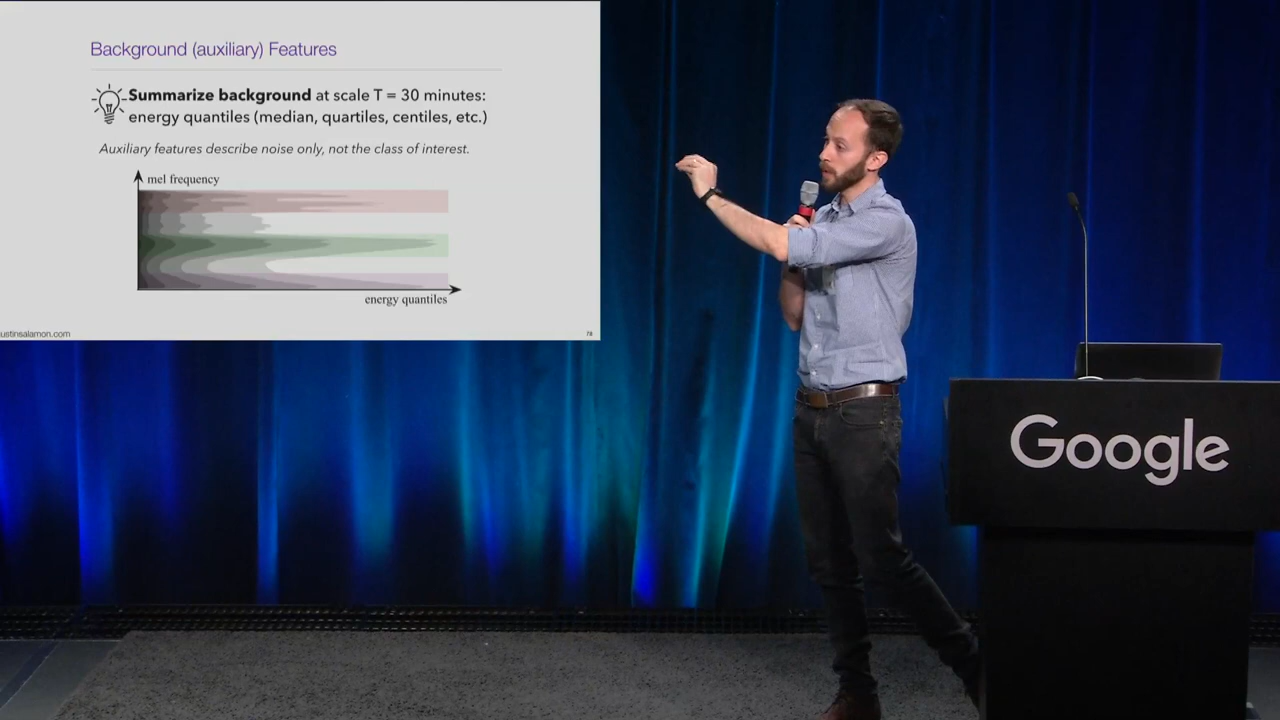 Background (auxiliary) Features
Summarize background at scale T = 30 minutes:
energy quantiles (median, quartiles, centiles, etc.)
Auxiliary features describe noise only, not the class of interest.
mel frequency
energy quantiles
ustinsalamon.com
78
Google